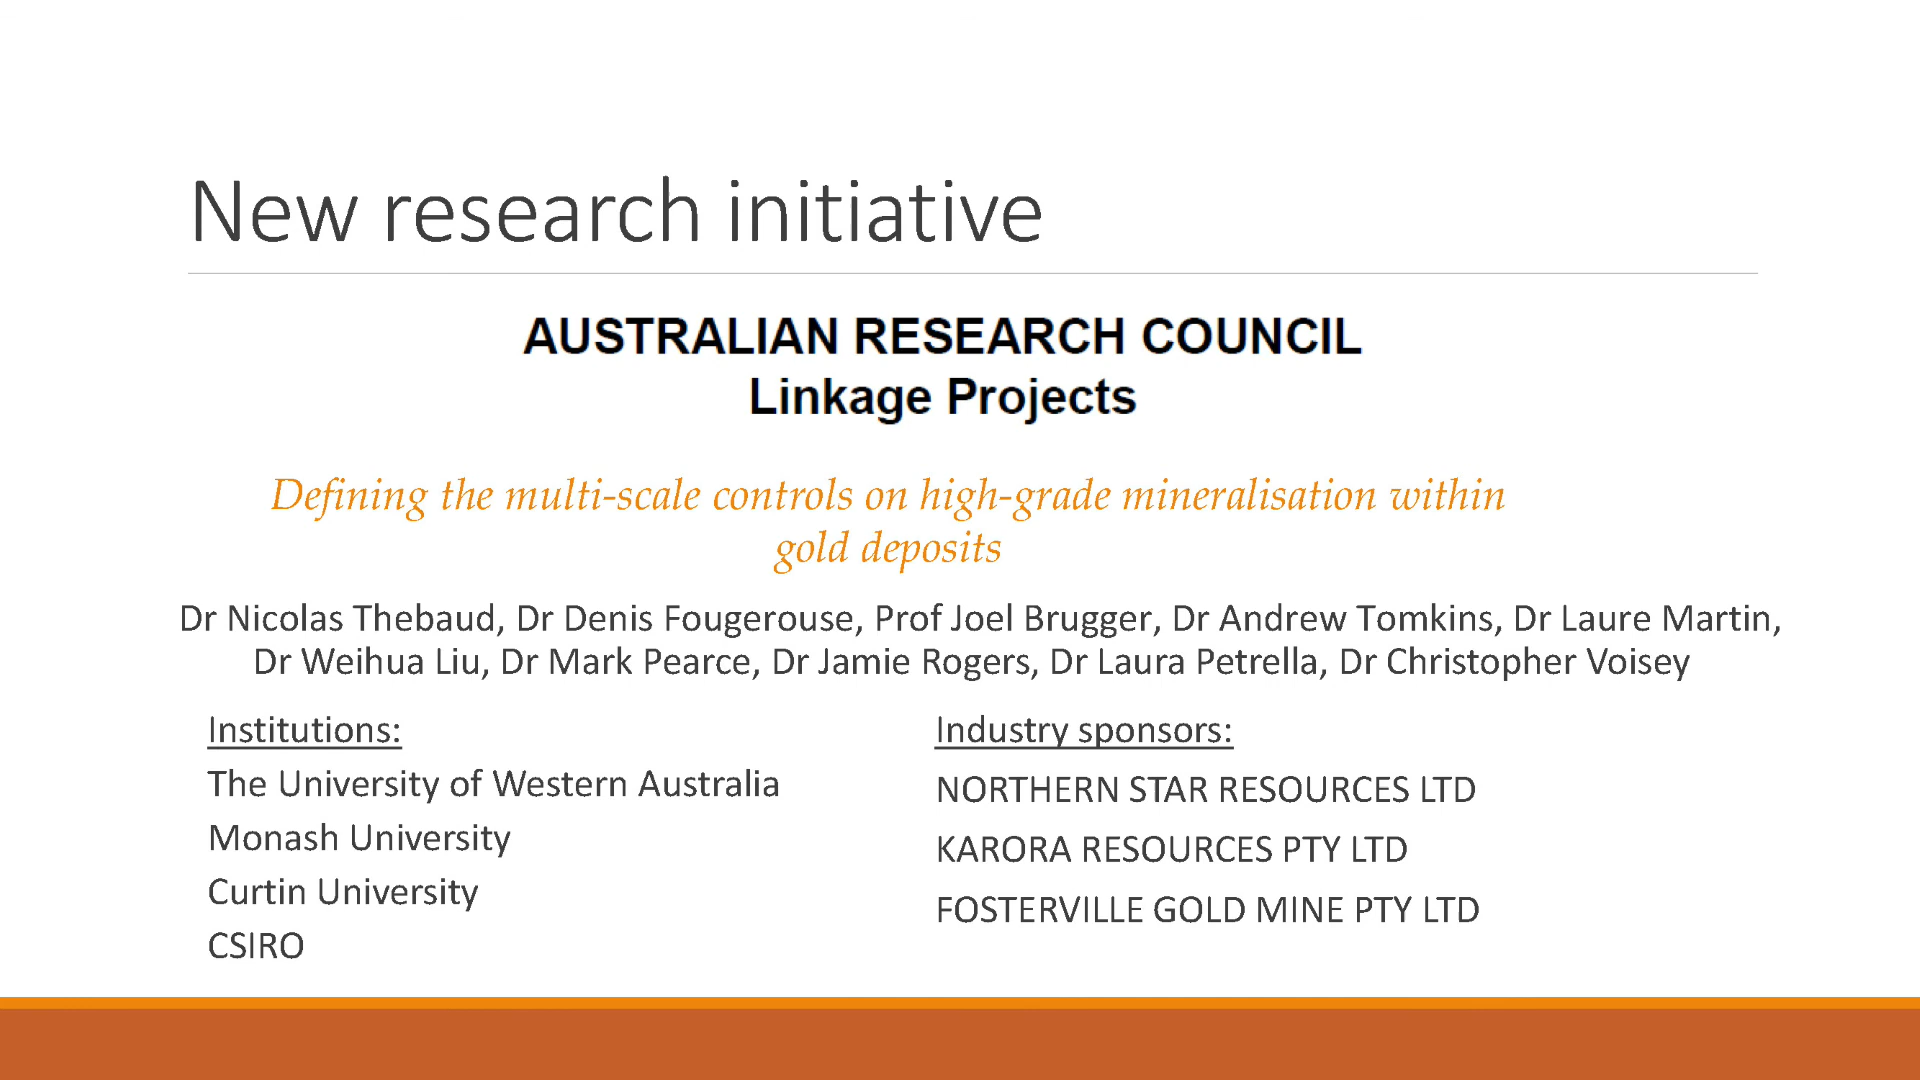 New research initiative
AUSTRALIAN RESEARCH COUNCIL
Linkage Projects
Defining the multi-scale controls on high-grade mineralisation within
gold deposits
Dr Nicolas Thebaud, Dr Denis Fougerouse, Prof Joel Brugger, Dr Andrew Tomkins, Dr Laure Martin,
Dr Weihua Liu, Dr Mark Pearce, Dr Jamie Rogers, Dr Laura Petrella, Dr Christopher Voisey
Institutions:
The University of Western Australia
Monash University
Curtin University
CSIRO
Industry sponsors:
NORTHERN STAR RESOURCES LTD
KARORA RESOURCES PTY LTD
FOSTERVILLE GOLD MINE PTY LTD